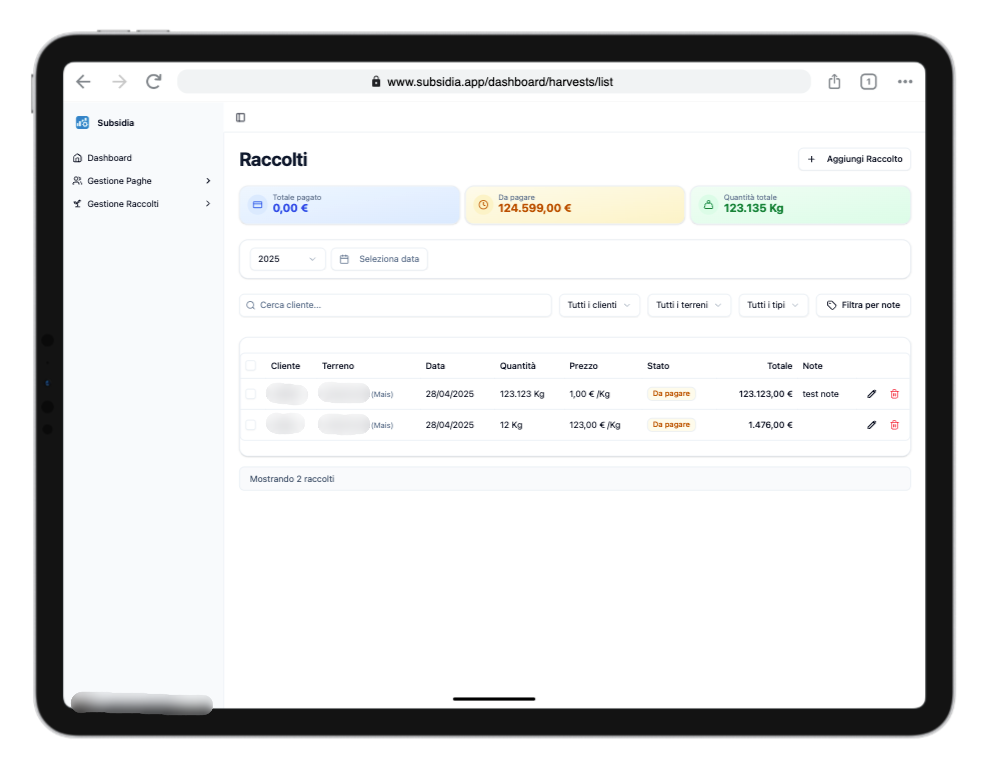 www.subsidia.app/dashboard/harvests/list
1
Subsidia
Dashboard
Gestione Paghe
Gestione Raccolti
Raccolti
+ Aggiungi Raccolto
Totale pagato
0,00 €
Da pagare
124.599,00 €
Quantità totale
123.135 Kg
2025
Seleziona data
Cerca cliente...
Tutti i clienti
Tutti i terreni
Tutti i tipi
Filtra per note
Cliente Terreno Data Quantità Prezzo Stato Totale Note
(Mais) 28/04/2025 123.123 Kg 1,00 € /Kg Da pagare 123.123,00 € test note
(Mais) 28/04/2025 12 Kg 123,00 € /Kg Da pagare 1.476,00 €
Mostrando 2 raccolti